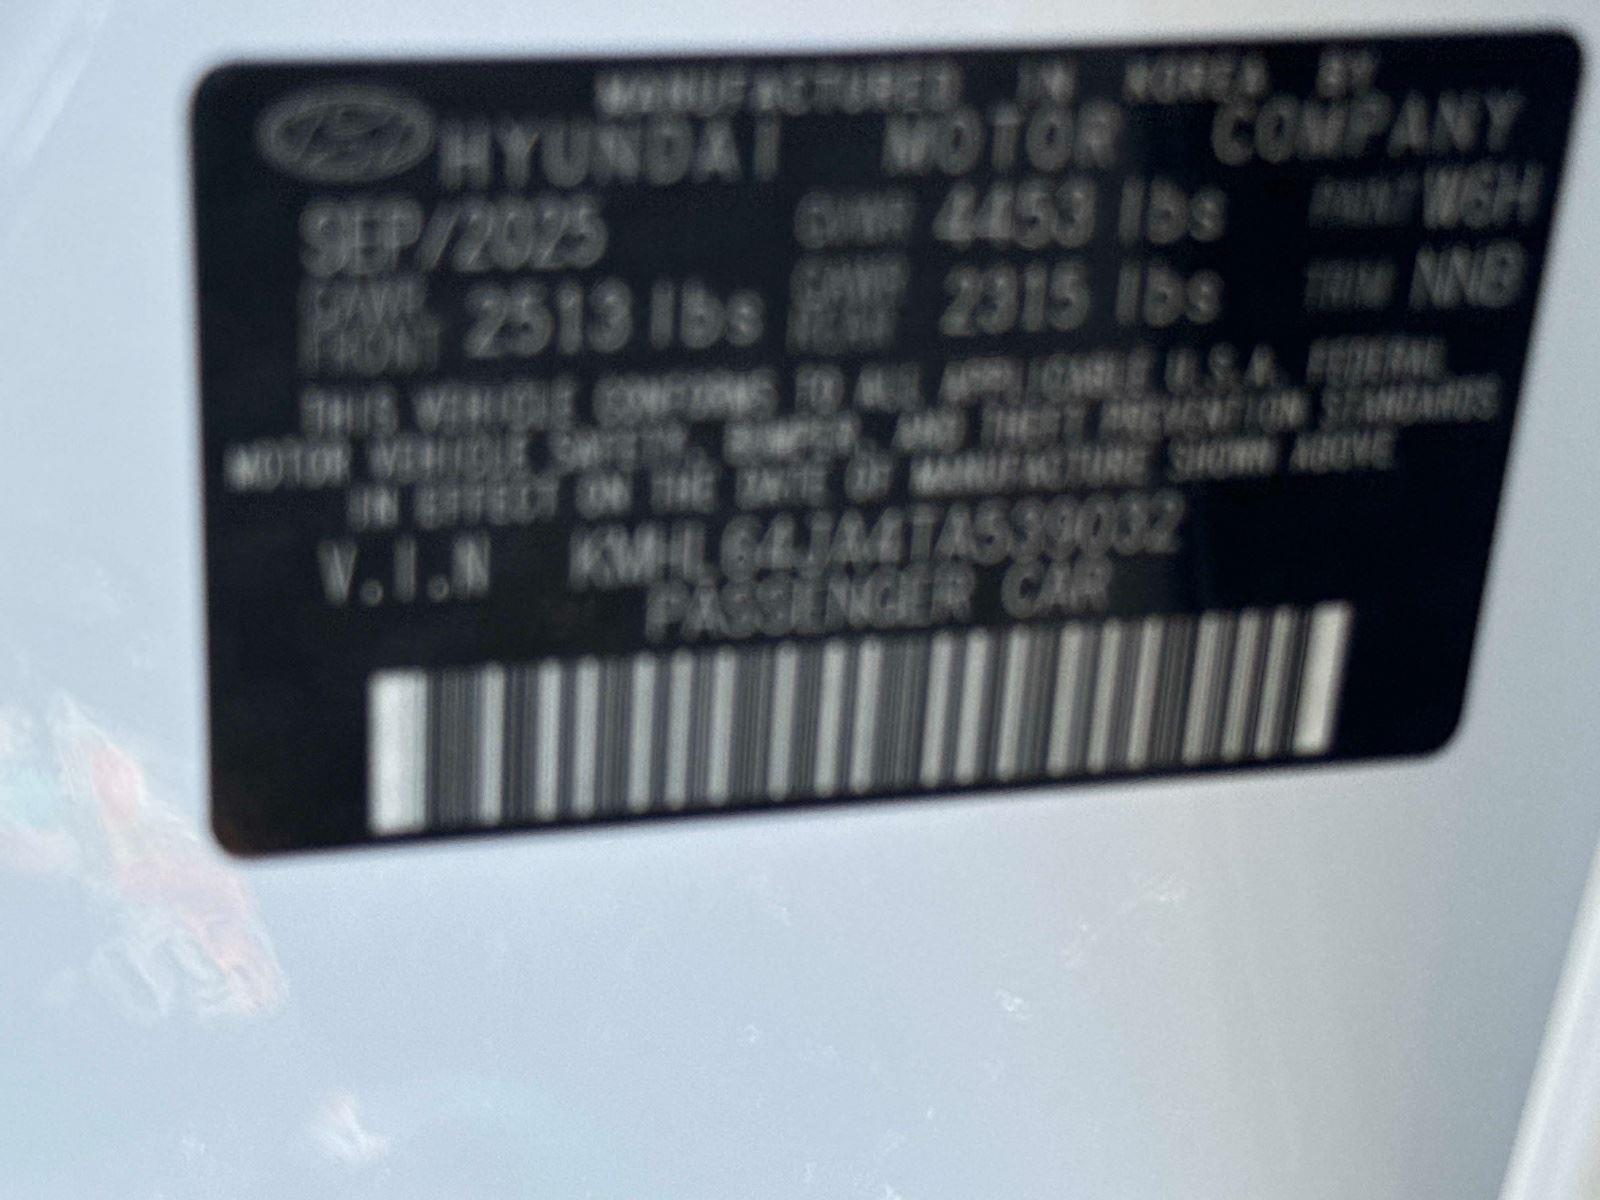 MANUFACTURED IN KOREA BY
HYUNDAI MOTOR COMPANY
SEP/2025 GVWR 4453 lbs PAINT W6H
GAWR FRONT 2513 lbs GAWR REAR 2315 lbs TRIM NNB
THIS VEHICLE CONFORMS TO ALL APPLICABLE U.S.A. FEDERAL
MOTOR VEHICLE SAFETY, BUMPER, AND THEFT PREVENTION STANDARDS
IN EFFECT ON THE DATE OF MANUFACTURE SHOWN ABOVE
V.I.N KMHL64JA4TA539032
PASSENGER CAR